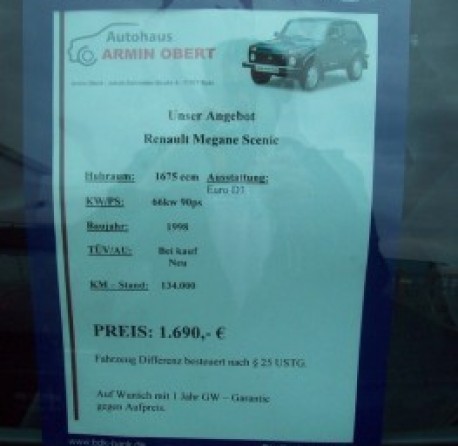 Autohaus
ARMIN OBERT
Unser Angebot
Renault Megane Scenic
Hubraum: 1675 ccm Ausstattung:
Euro D3
KW/PS: 66kw 90ps
Baujahr: 1998
TÜV/AU: Bei kauf
Neu
KM – Stand: 134.000
PREIS: 1.690,- €
Fahrzeug Differenz besteuert nach § 25 USTG.
Auf Wunsch mit 1 Jahr GW – Garantie
gegen Aufpreis.